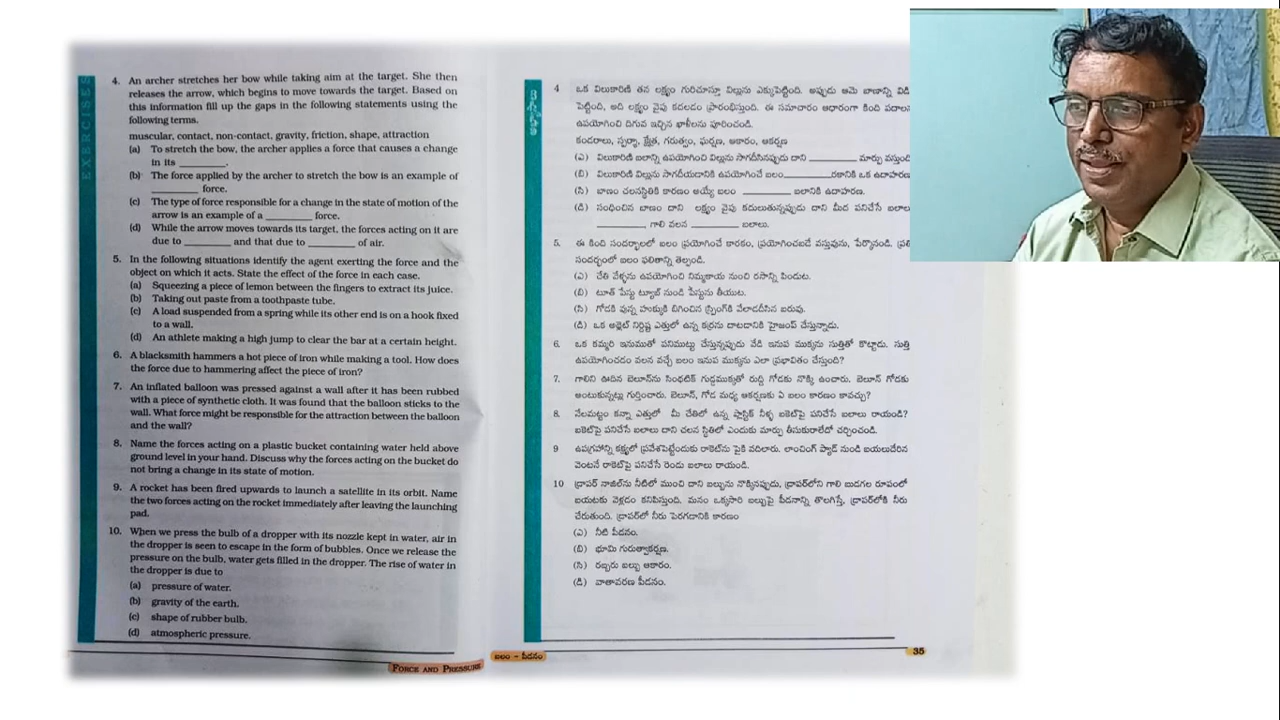 EXERCISES
4. An archer stretches her bow while taking aim at the target. She then
releases the arrow, which begins to move towards the target. Based on
this information fill up the gaps in the following statements using the
following terms.
muscular, contact, non-contact, gravity, friction, shape, attraction
(a) To stretch the bow, the archer applies a force that causes a change
in its ________.
(b) The force applied by the archer to stretch the bow is an example of
________ force.
(c) The type of force responsible for a change in the state of motion of the
arrow is an example of a ________ force.
(d) While the arrow moves towards its target, the forces acting on it are
due to ________ and that due to ________ of air.
5. In the following situations identify the agent exerting the force and the
object on which it acts. State the effect of the force in each case.
(a) Squeezing a piece of lemon between the fingers to extract its juice.
(b) Taking out paste from a toothpaste tube.
(c) A load suspended from a spring while its other end is on a hook fixed
to a wall.
(d) An athlete making a high jump to clear the bar at a certain height.
6. A blacksmith hammers a hot piece of iron while making a tool. How does
the force due to hammering affect the piece of iron?
7. An inflated balloon was pressed against a wall after it has been rubbed
with a piece of synthetic cloth. It was found that the balloon sticks to the
wall. What force might be responsible for the attraction between the balloon
and the wall?
8. Name the forces acting on a plastic bucket containing water held above
ground level in your hand. Discuss why the forces acting on the bucket do
not bring a change in its state of motion.
9. A rocket has been fired upwards to launch a satellite in its orbit. Name
the two forces acting on the rocket immediately after leaving the launching
pad.
10. When we press the bulb of a dropper with its nozzle kept in water, air in
the dropper is seen to escape in the form of bubbles. Once we release the
pressure on the bulb, water gets filled in the dropper. The rise of water in
the dropper is due to
(a) pressure of water.
(b) gravity of the earth.
(c) shape of rubber bulb.
(d) atmospheric pressure.
FORCE AND PRESSURE
4 ఒక విలుకారిణి తన లక్ష్యం గురిచూస్తూ విల్లును ఎక్కుపెట్టింది. అప్పుడు ఆమె బాణాన్ని విడి
పెట్టింది, అది లక్ష్యం వైపు కదలడం ప్రారంభిస్తుంది. ఈ సమాచారం ఆధారంగా కింది పదాల
ఉపయోగించి దిగువ ఇచ్చిన ఖాళీలను పూరించండి.
కండరాలు, స్పర్శా, క్షేత్ర, గురుత్వం, ఘర్షణ, ఆకారం, ఆకర్షణ
(ఎ) విలుకారిణి బలాన్ని ఉపయోగించి విల్లును సాగదీసినప్పుడు దాని ________ మార్పు వస్తుంది
(బి) విలుకారిణి విల్లును సాగదీయడానికి ఉపయోగించే బలం________రకానికి ఒక ఉదాహరణ
(సి) బాణం చలనస్థితికి కారణం అయ్యే బలం ________ బలానికి ఉదాహరణ.
(డి) సంధించిన బాణం దాని లక్ష్యం వైపు కదులుతున్నప్పుడు దాని మీద పనిచేసే బలాలు
________, గాలి వలన ________ బలాలు.
5. ఈ కింది సందర్భాలలో బలం ప్రయోగించే కారకం, ప్రయోగించబడే వస్తువును, పేర్కొనండి. ప్రతి
సందర్భంలో బలం ఫలితాన్ని తెల్పండి.
(ఎ) చేతి వేళ్ళను ఉపయోగించి నిమ్మకాయ నుంచి రసాన్ని పిండుట.
(బి) టూత్ పేస్టు ట్యూబ్ నుండి పేస్టును తీయుట.
(సి) గోడకి వున్న హుక్కుకి బిగించిన స్ప్రింగ్‌కి వేలాడదీసిన బరువు.
(డి) ఒక అథ్లెట్ నిర్దిష్ట ఎత్తులో ఉన్న కర్రను దాటడానికి హైజంప్ చేస్తున్నాడు.
6. ఒక కమ్మరి ఇనుముతో పనిముట్లు చేస్తున్నప్పుడు వేడి ఇనుప ముక్కను సుత్తితో కొట్టాడు. సుత్తి
ఉపయోగించడం వలన వచ్చే బలం ఇనుప ముక్కను ఎలా ప్రభావితం చేస్తుంది?
7. గాలిని ఊదిన బెలూన్‌ను సింథటిక్ గుడ్డముక్కతో రుద్ది గోడకు నొక్కి ఉంచారు. బెలూన్ గోడకు
అంటుకున్నట్లు గుర్తించారు. బెలూన్, గోడ మధ్య ఆకర్షణకు ఏ బలం కారణం కావచ్చు?
8. నేలమట్టం కన్నా ఎత్తులో మీ చేతిలో ఉన్న ప్లాస్టిక్ నీళ్ళ బకెట్‌పై పనిచేసే బలాలు రాయండి?
బకెట్‌పై పనిచేసే బలాలు దాని చలన స్థితిలో ఎందుకు మార్పు తీసుకురాలేదో చర్చించండి.
9 ఉపగ్రహాన్ని కక్ష్యలో ప్రవేశపెట్టేందుకు రాకెట్‌ను పైకి వదిలారు. లాంచింగ్ ప్యాడ్ నుండి బయలుదేరిన
వెంటనే రాకెట్‌పై పనిచేసే రెండు బలాలు రాయండి.
10 డ్రాపర్ నాజిల్‌ను నీటిలో ముంచి దాని బల్బును నొక్కినప్పుడు, డ్రాపర్‌లోని గాలి బుడగల రూపంలో
బయటకు వెళ్లడం కనిపిస్తుంది. మనం ఒక్కసారి బల్బుపై పీడనాన్ని తొలగిస్తే, డ్రాపర్‌లోకి నీరు
చేరుతుంది. డ్రాపర్‌లో నీరు పెరగడానికి కారణం
(ఎ) నీటి పీడనం.
(బి) భూమి గురుత్వాకర్షణ.
(సి) రబ్బరు బల్బు ఆకారం.
(డి) వాతావరణ పీడనం.
బలం - పీడనం
35